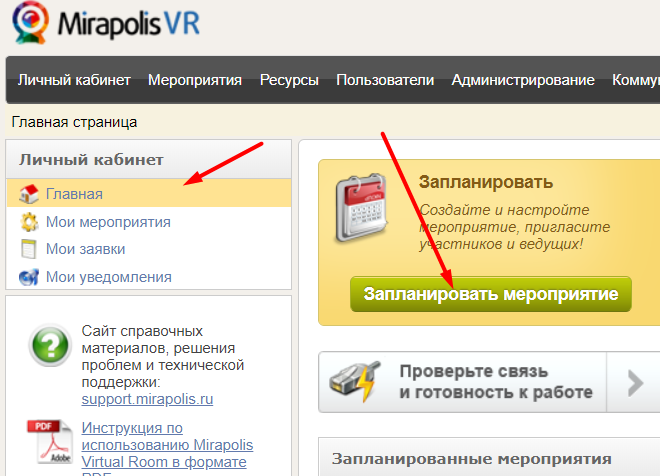 Mirapolis VR
Личный кабинет Мероприятия Ресурсы Пользователи Администрирование Комму
Главная страница
Личный кабинет
Главная
Мои мероприятия
Мои заявки
Мои уведомления
Сайт справочных
материалов, решения
проблем и технической
поддержки:
support.mirapolis.ru
PDF
Adobe
Инструкция по
использованию Mirapolis
Virtual Room в формате
Запланировать
Создайте и настройте
мероприятие, пригласите
участников и ведущих!
Запланировать мероприятие
Проверьте связь
и готовность к работе
Запланированные мероприятия